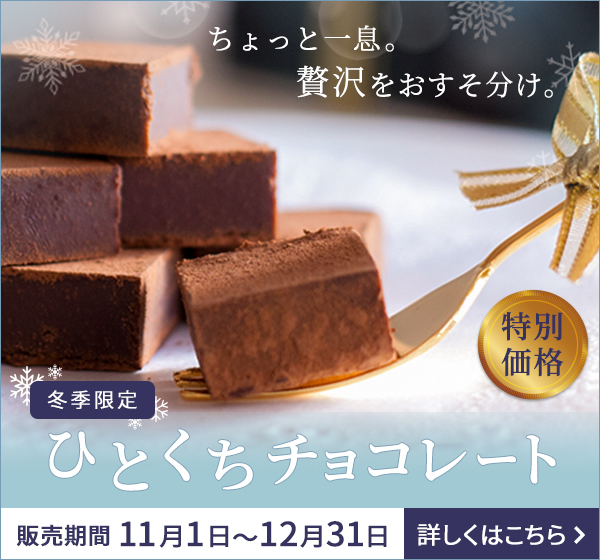 ちょっと一息。
贅沢をおすそ分け。
特別
価格
冬季限定
ひとくちチョコレート
販売期間 11月1日～12月31日
詳しくはこちら